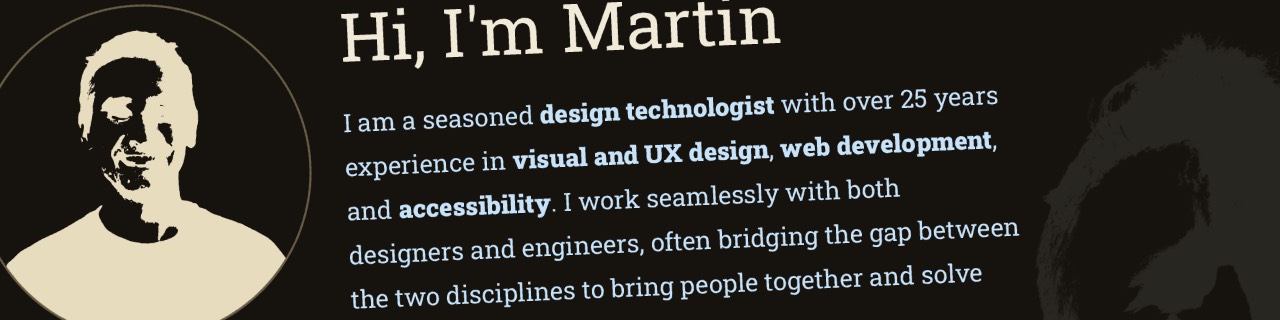 Hi, I'm Martin
I am a seasoned design technologist with over 25 years
experience in visual and UX design, web development,
and accessibility. I work seamlessly with both
designers and engineers, often bridging the gap between
the two disciplines to bring people together and solve